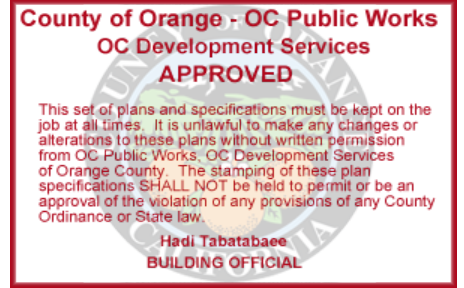 County of Orange - OC Public Works
OC Development Services
APPROVED
This set of plans and specifications must be kept on the
job at all times. It is unlawful to make any changes or
alterations to these plans without written permission
from OC Public Works, OC Development Services
of Orange County. The stamping of these plan
specifications SHALL NOT be held to permit or be an
approval of the violation of any provisions of any County
Ordinance or State law.
Hadi Tabatabaee
BUILDING OFFICIAL
COUNTY OF ORANGE
CALIFORNIA